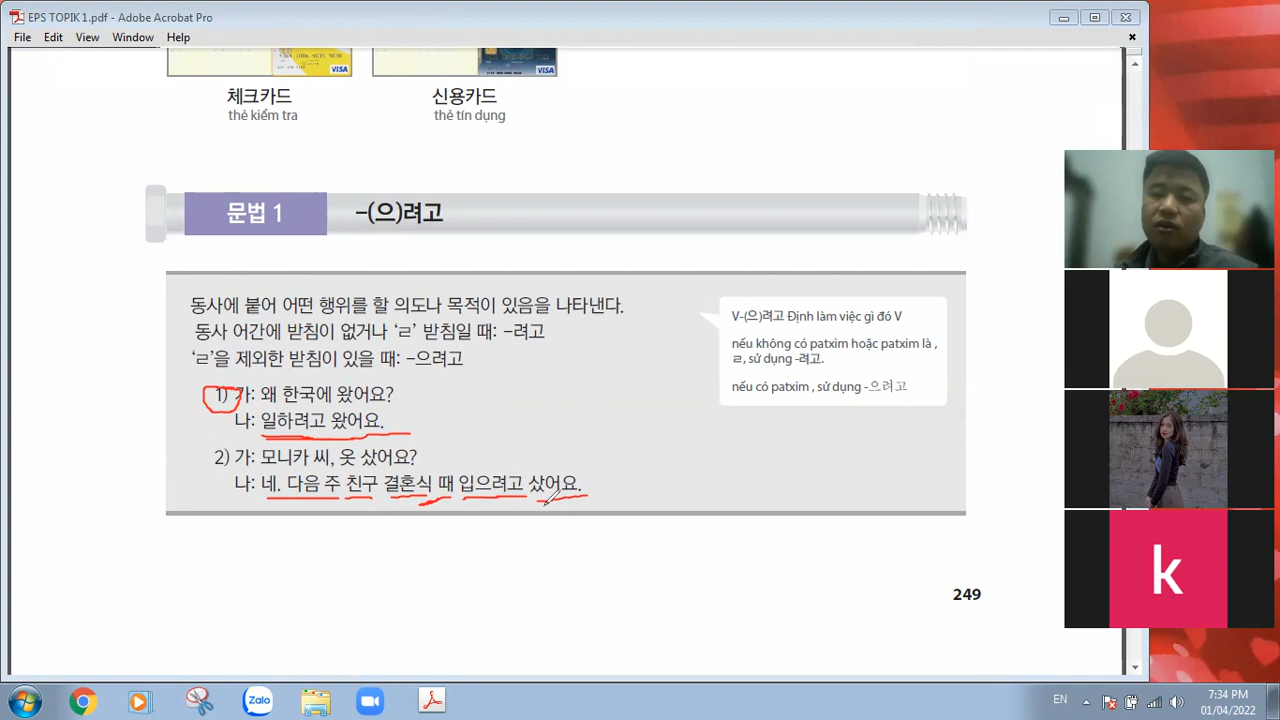 EPS TOPIK 1.pdf - Adobe Acrobat Pro
File Edit View Window Help
VISA
VISA
체크카드
thẻ kiểm tra
신용카드
thẻ tín dụng
문법 1
-(으)려고
동사에 붙어 어떤 행위를 할 의도나 목적이 있음을 나타낸다.
동사 어간에 받침이 없거나 ‘ㄹ’ 받침일 때: -려고
‘ㄹ’을 제외한 받침이 있을 때: -으려고
1) 가: 왜 한국에 왔어요?
나: 일하려고 왔어요.
2) 가: 모니카 씨, 옷 샀어요?
나: 네. 다음 주 친구 결혼식 때 입으려고 샀어요.
V-(으)려고 Định làm việc gì đó V
nếu không có patxim hoặc patxim là ,
ㄹ, sử dụng -려고.
nếu có patxim , sử dụng -으려고
249
k
Zalo
EN
7:34 PM
01/04/2022